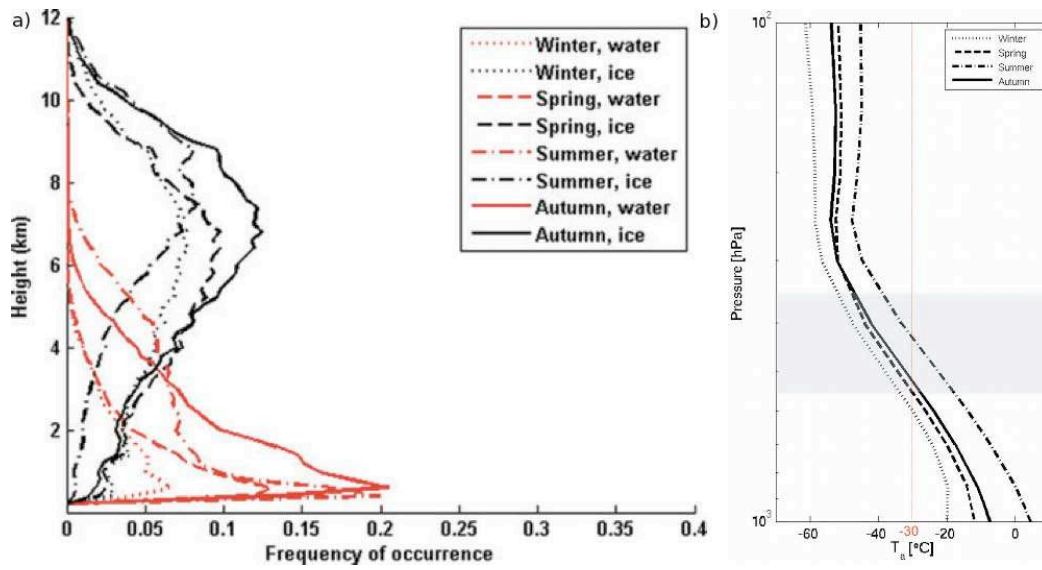 a)
12
10
8
6
4
2
0
Height (km)
Winter, water
Winter, ice
Spring, water
Spring, ice
Summer, water
Summer, ice
Autumn, water
Autumn, ice
0.05
0.1
0.15
0.2
0.25
0.3
0.35
0.4
Frequency of occurrence
b)
10²
10³
Pressure [hPa]
Winter
Spring
Summer
Autumn
-60
-40
-30
-20
0
Tₐ [°C]